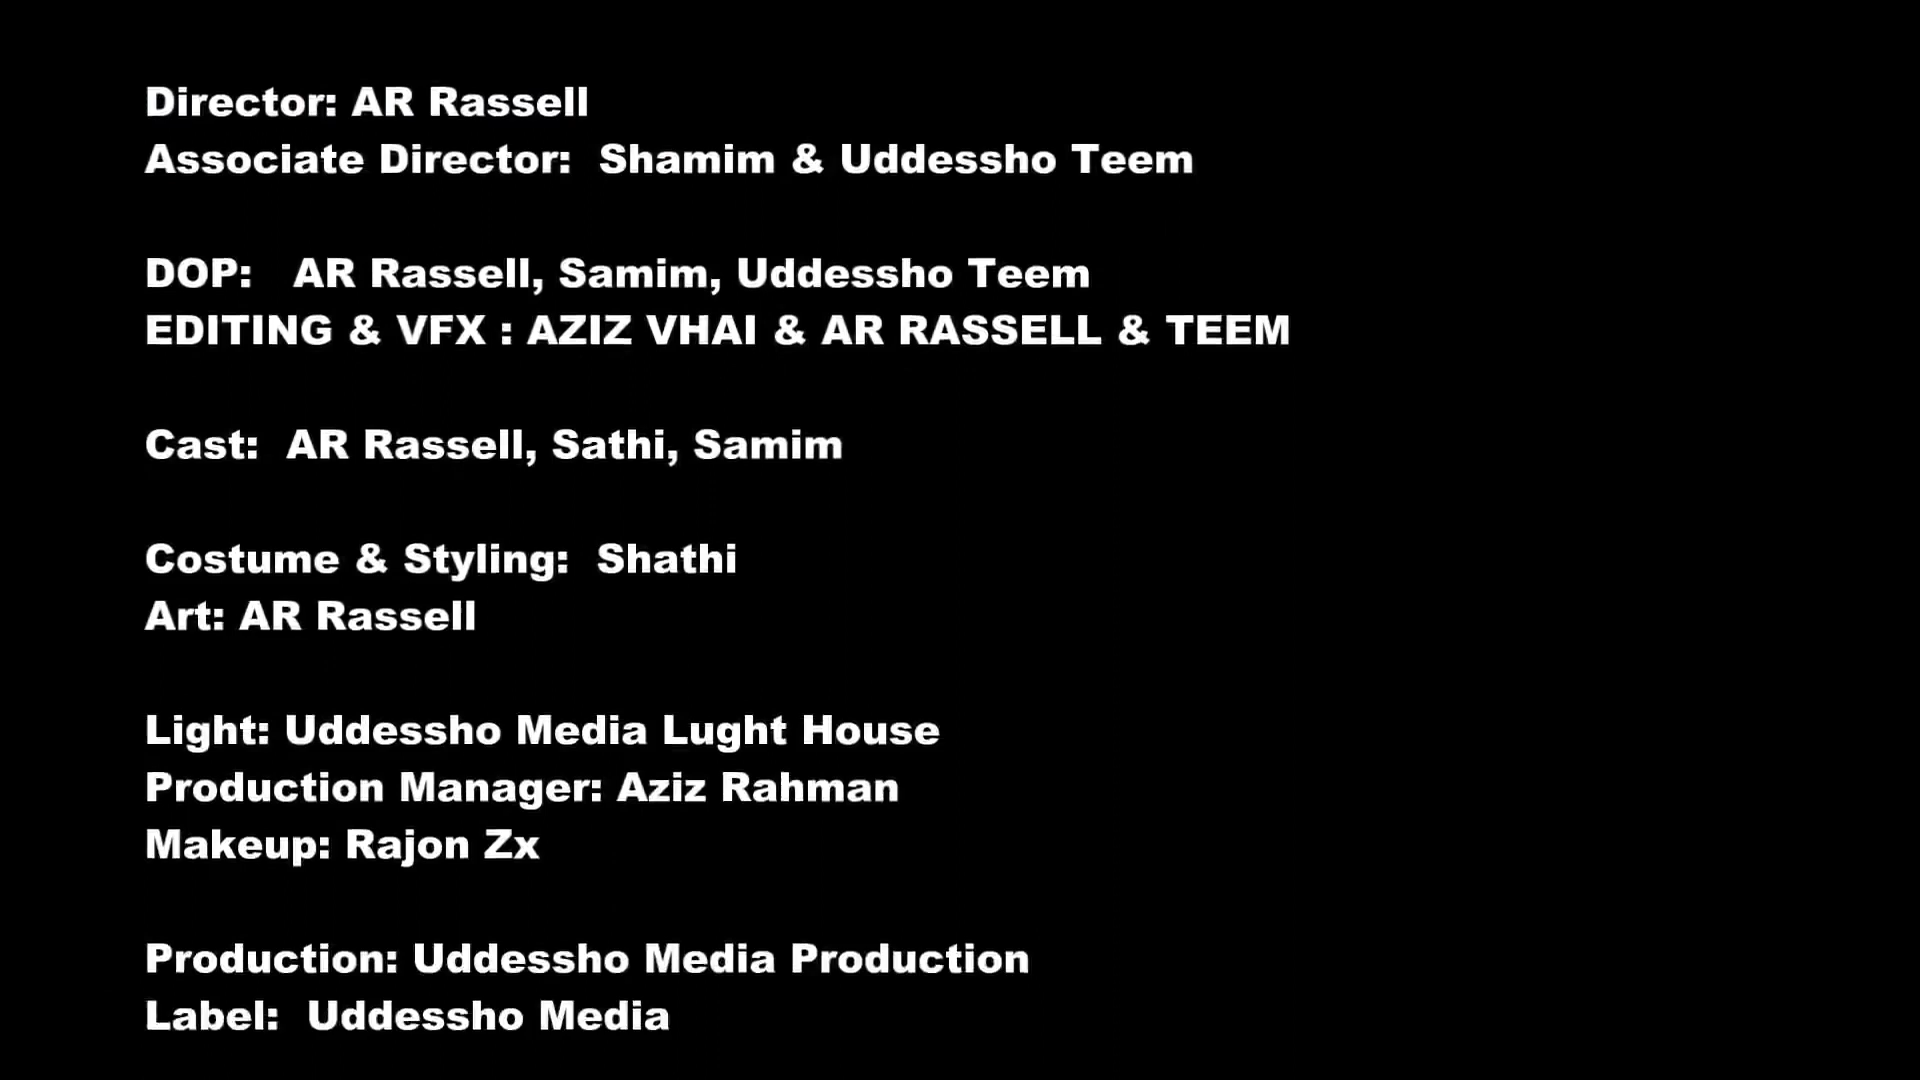 Director: AR Rassell
Associate Director:  Shamim & Uddessho Teem
DOP:   AR Rassell, Samim, Uddessho Teem
EDITING & VFX : AZIZ VHAI & AR RASSELL & TEEM
Cast:  AR Rassell, Sathi, Samim
Costume & Styling:  Shathi
Art: AR Rassell
Light: Uddessho Media Lught House
Production Manager: Aziz Rahman
Makeup: Rajon Zx
Production: Uddessho Media Production
Label:  Uddessho Media